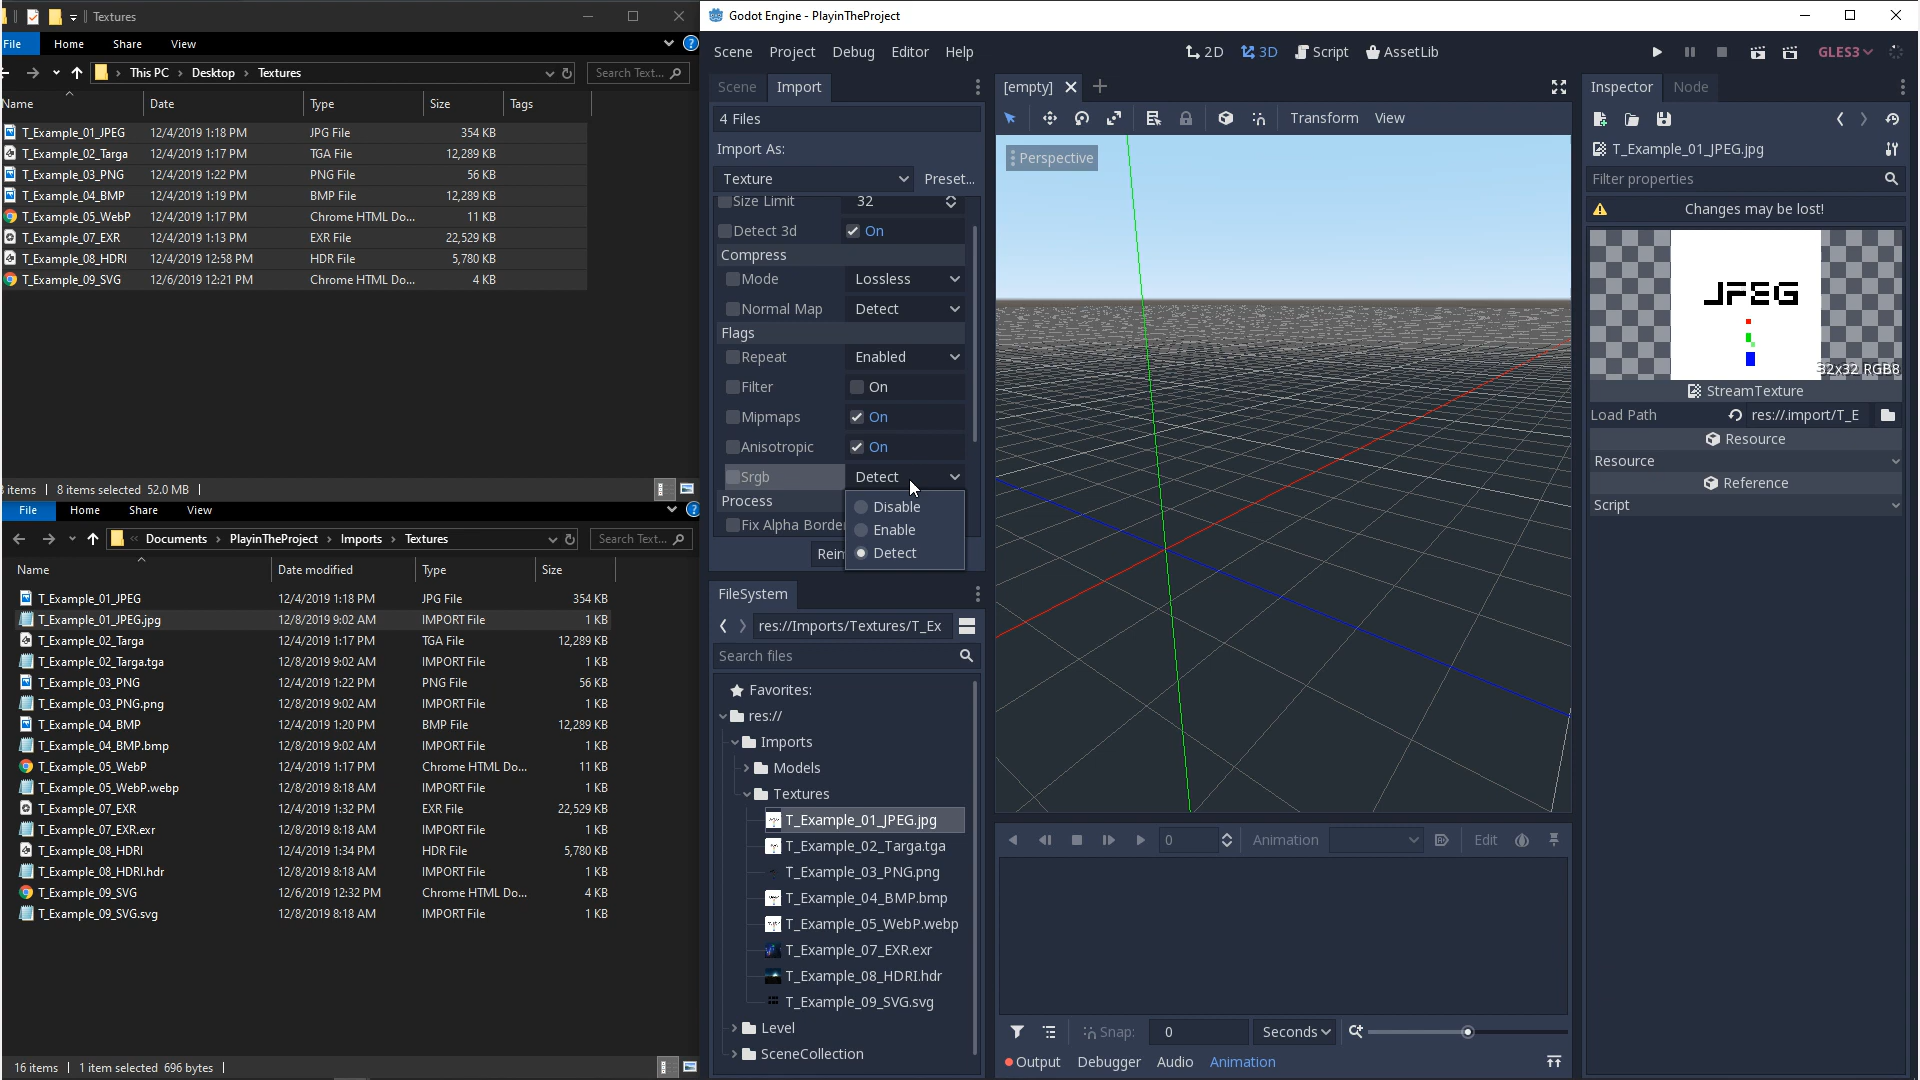 Textures
File Home Share View
This PC > Desktop > Textures
Search Text...
Name Date Type Size Tags
T_Example_01_JPEG 12/4/2019 1:18 PM JPG File 354 KB
T_Example_02_Targa 12/4/2019 1:17 PM TGA File 12,289 KB
T_Example_03_PNG 12/4/2019 1:22 PM PNG File 56 KB
T_Example_04_BMP 12/4/2019 1:19 PM BMP File 12,289 KB
T_Example_05_WebP 12/4/2019 1:17 PM Chrome HTML Do... 11 KB
T_Example_07_EXR 12/4/2019 1:13 PM EXR File 22,529 KB
T_Example_08_HDRI 12/4/2019 12:58 PM HDR File 5,780 KB
T_Example_09_SVG 12/6/2019 12:21 PM Chrome HTML Do... 4 KB
items 8 items selected 52.0 MB
File Home Share View
Documents > PlayinTheProject > Imports > Textures
Search Text...
Name Date modified Type Size
T_Example_01_JPEG 12/4/2019 1:18 PM JPG File 354 KB
T_Example_01_JPEG.jpg 12/8/2019 9:02 AM IMPORT File 1 KB
T_Example_02_Targa 12/4/2019 1:17 PM TGA File 12,289 KB
T_Example_02_Targa.tga 12/8/2019 9:02 AM IMPORT File 1 KB
T_Example_03_PNG 12/4/2019 1:22 PM PNG File 56 KB
T_Example_03_PNG.png 12/8/2019 9:02 AM IMPORT File 1 KB
T_Example_04_BMP 12/4/2019 1:20 PM BMP File 12,289 KB
T_Example_04_BMP.bmp 12/8/2019 9:02 AM IMPORT File 1 KB
T_Example_05_WebP 12/4/2019 1:17 PM Chrome HTML Do... 11 KB
T_Example_05_WebP.webp 12/8/2019 8:18 AM IMPORT File 1 KB
T_Example_07_EXR 12/4/2019 1:32 PM EXR File 22,529 KB
T_Example_07_EXR.exr 12/8/2019 8:18 AM IMPORT File 1 KB
T_Example_08_HDRI 12/4/2019 1:34 PM HDR File 5,780 KB
T_Example_08_HDRI.hdr 12/8/2019 8:18 AM IMPORT File 1 KB
T_Example_09_SVG 12/6/2019 12:32 PM Chrome HTML Do... 4 KB
T_Example_09_SVG.svg 12/8/2019 8:18 AM IMPORT File 1 KB
16 items 1 item selected 696 bytes
Godot Engine - PlayinTheProject
Scene Project Debug Editor Help
2D 3D Script AssetLib
GLES3
Scene Import
4 Files
Import As:
Texture Preset...
Size Limit 32
Detect 3d On
Compress
Mode Lossless
Normal Map Detect
Flags
Repeat Enabled
Filter On
Mipmaps On
Anisotropic On
Srgb Detect
Process
Fix Alpha Border
Disable
Enable
Detect
FileSystem
res://Imports/Textures/T_Ex
Search files
Favorites:
res://
Imports
Models
Textures
T_Example_01_JPEG.jpg
T_Example_02_Targa.tga
T_Example_03_PNG.png
T_Example_04_BMP.bmp
T_Example_05_WebP.webp
T_Example_07_EXR.exr
T_Example_08_HDRI.hdr
T_Example_09_SVG.svg
Level
SceneCollection
[empty]
Transform View
Perspective
0 Animation Edit
Snap: 0 Seconds
Output Debugger Audio Animation
Inspector Node
T_Example_01_JPEG.jpg
Filter properties
Changes may be lost!
JPEG
32x32 RGB8
StreamTexture
Load Path res://.import/T_E
Resource
Resource
Reference
Script